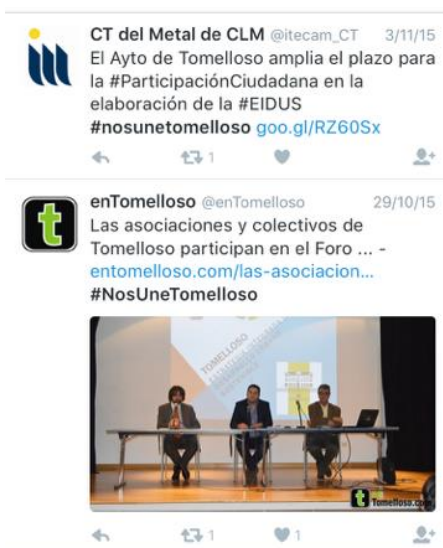 CT del Metal de CLM @itecam_CT 3/11/15
El Ayto de Tomelloso amplia el plazo para
la #ParticipaciónCiudadana en la
elaboración de la #EIDUS
#nosunetomelloso goo.gl/RZ60Sx
1
enTomelloso @enTomelloso 29/10/15
Las asociaciones y colectivos de
Tomelloso participan en el Foro ... -
entomelloso.com/las-asociacion...
#NosUneTomelloso
TOMELLOSO
t Tomelloso.com
1 1